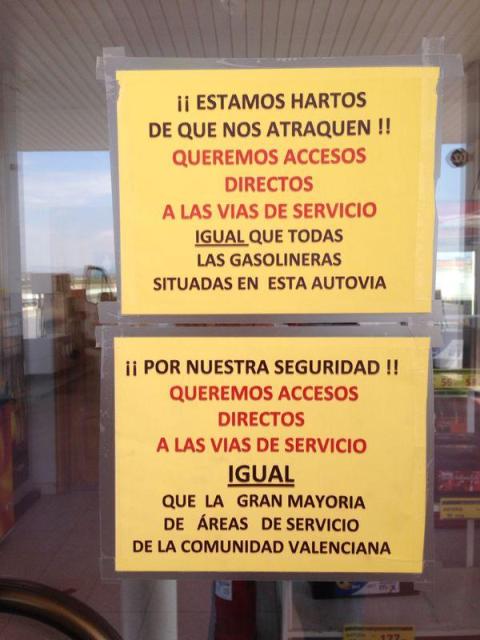 ¡¡ ESTAMOS HARTOS
DE QUE NOS ATRAQUEN !!
QUEREMOS ACCESOS
DIRECTOS
A LAS VIAS DE SERVICIO
IGUAL QUE TODAS
LAS GASOLINERAS
SITUADAS EN ESTA AUTOVIA
¡¡ POR NUESTRA SEGURIDAD !!
QUEREMOS ACCESOS
DIRECTOS
A LAS VIAS DE SERVICIO
IGUAL
QUE LA GRAN MAYORIA
DE ÁREAS DE SERVICIO
DE LA COMUNIDAD VALENCIANA